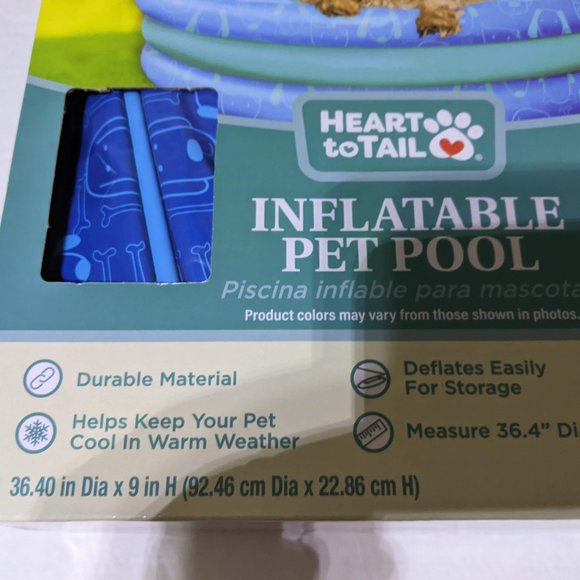 HEART
to TAIL®
INFLATABLE
PET POOL
Piscina inflable para mascota
Product colors may vary from those shown in photos.
Durable Material
Deflates Easily
For Storage
Helps Keep Your Pet
Cool In Warm Weather
Measure 36.4” Di
36.40 in Dia x 9 in H (92.46 cm Dia x 22.86 cm H)